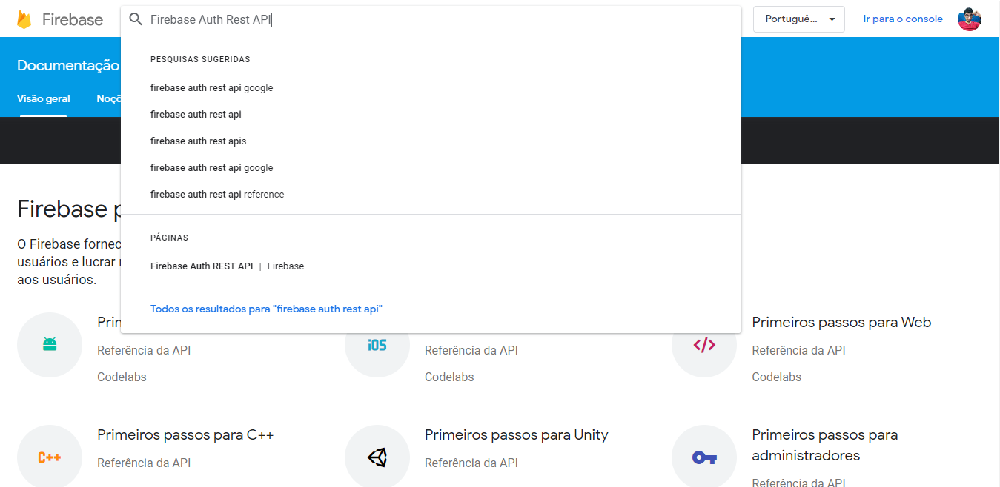 Firebase
Firebase Auth Rest API
Portuguê...
Ir para o console
Documentação
Visão geral
PESQUISAS SUGERIDAS
firebase auth rest api google
firebase auth rest api
firebase auth rest apis
firebase auth rest api google
firebase auth rest api reference
PÁGINAS
Firebase Auth REST API | Firebase
Todos os resultados para "firebase auth rest api"
Firebase
O Firebase
usuários e lucrar
aos usuários.
Referência da API
Codelabs
iOS
Referência da API
Codelabs
</>
Primeiros passos para Web
Referência da API
Codelabs
C++
Primeiros passos para C++
Referência da API
Primeiros passos para Unity
Referência da API
Primeiros passos para
administradores
Referência da API